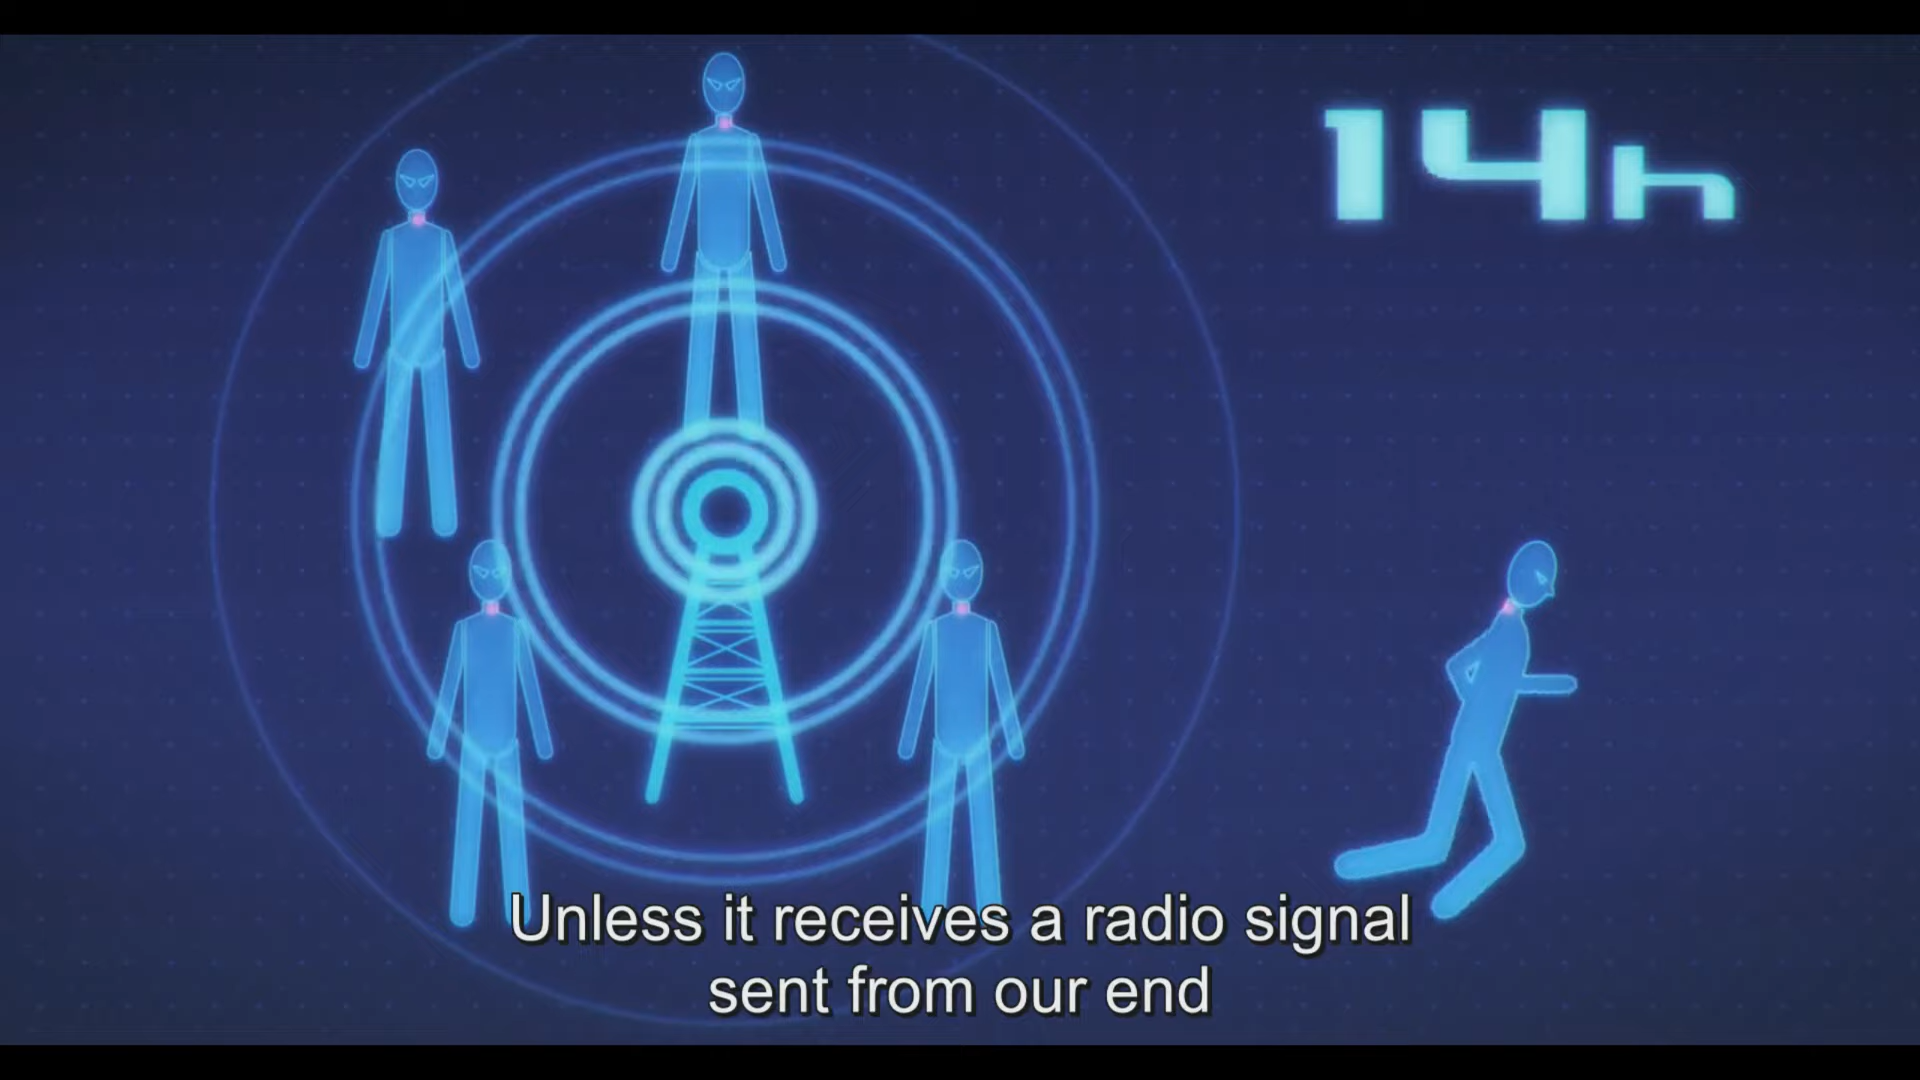 14h
Unless it receives a radio signal
sent from our end